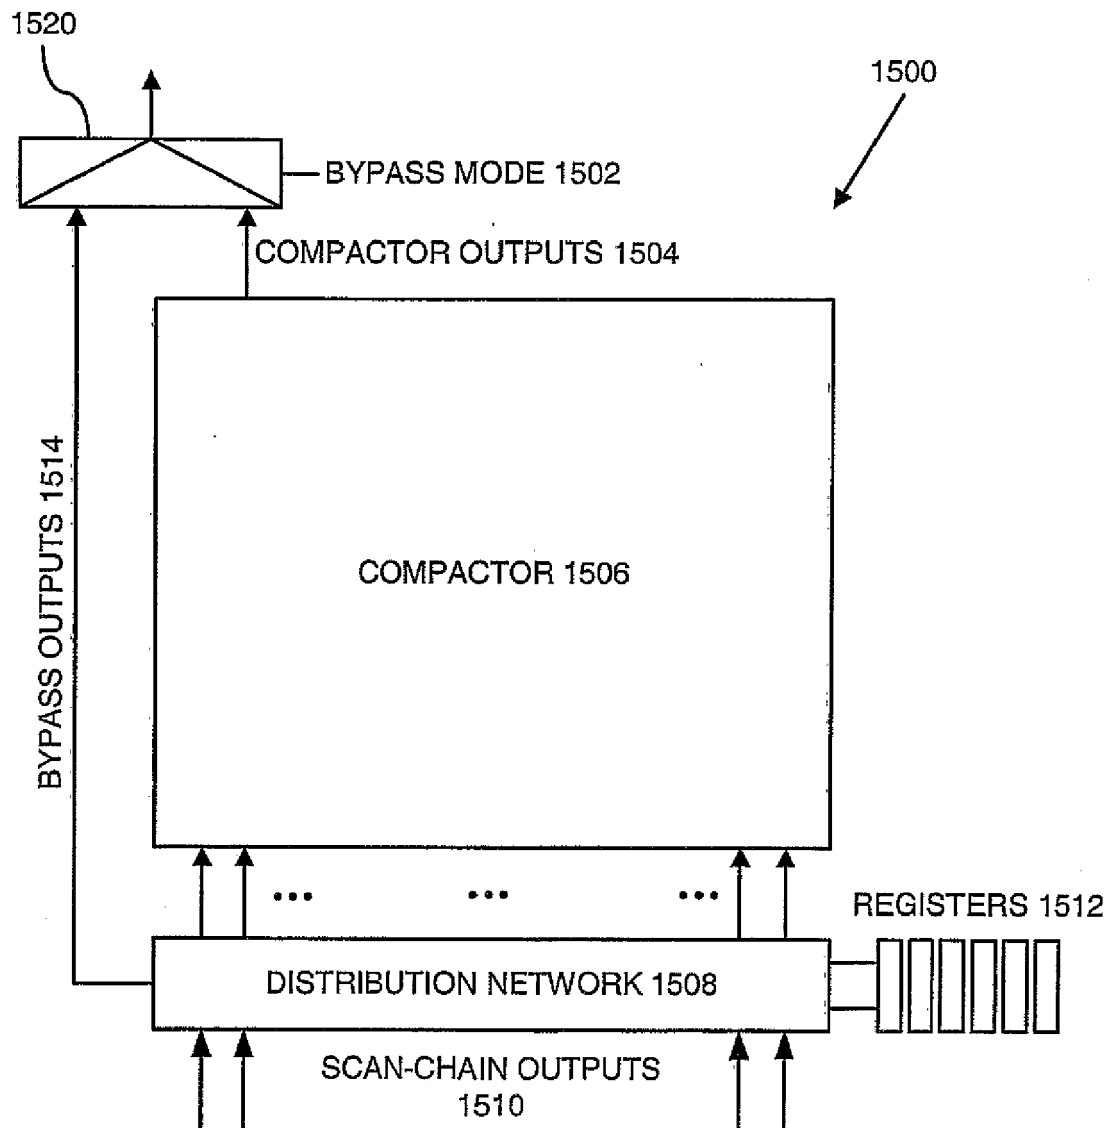 1520
1500
BYPASS MODE 1502
COMPACTOR OUTPUTS 1504
BYPASS OUTPUTS 1514
COMPACTOR 1506
REGISTERS 1512
DISTRIBUTION NETWORK 1508
SCAN-CHAIN OUTPUTS
1510